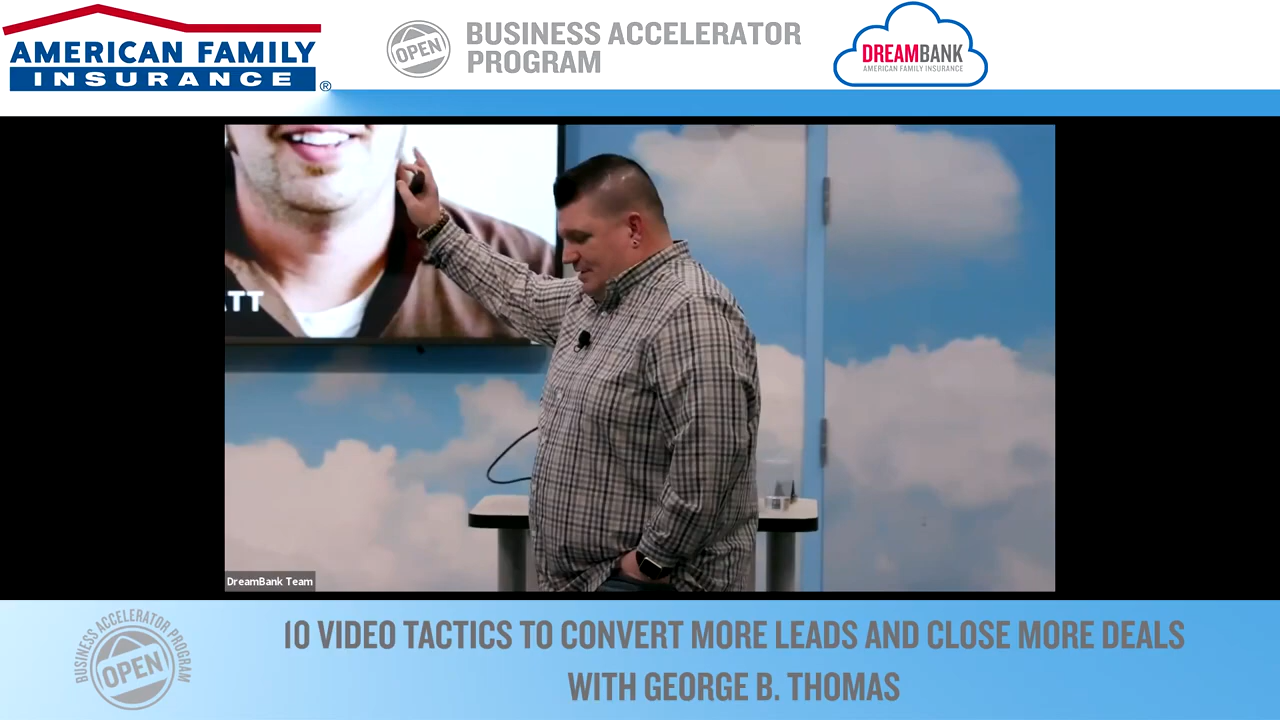 AMERICAN FAMILY
INSURANCE ®
OPEN
BUSINESS ACCELERATOR
PROGRAM
DREAMBANK
AMERICAN FAMILY INSURANCE
TT
DreamBank Team
BUSINESS ACCELERATOR PROGRAM
OPEN
10 VIDEO TACTICS TO CONVERT MORE LEADS AND CLOSE MORE DEALS
WITH GEORGE B. THOMAS